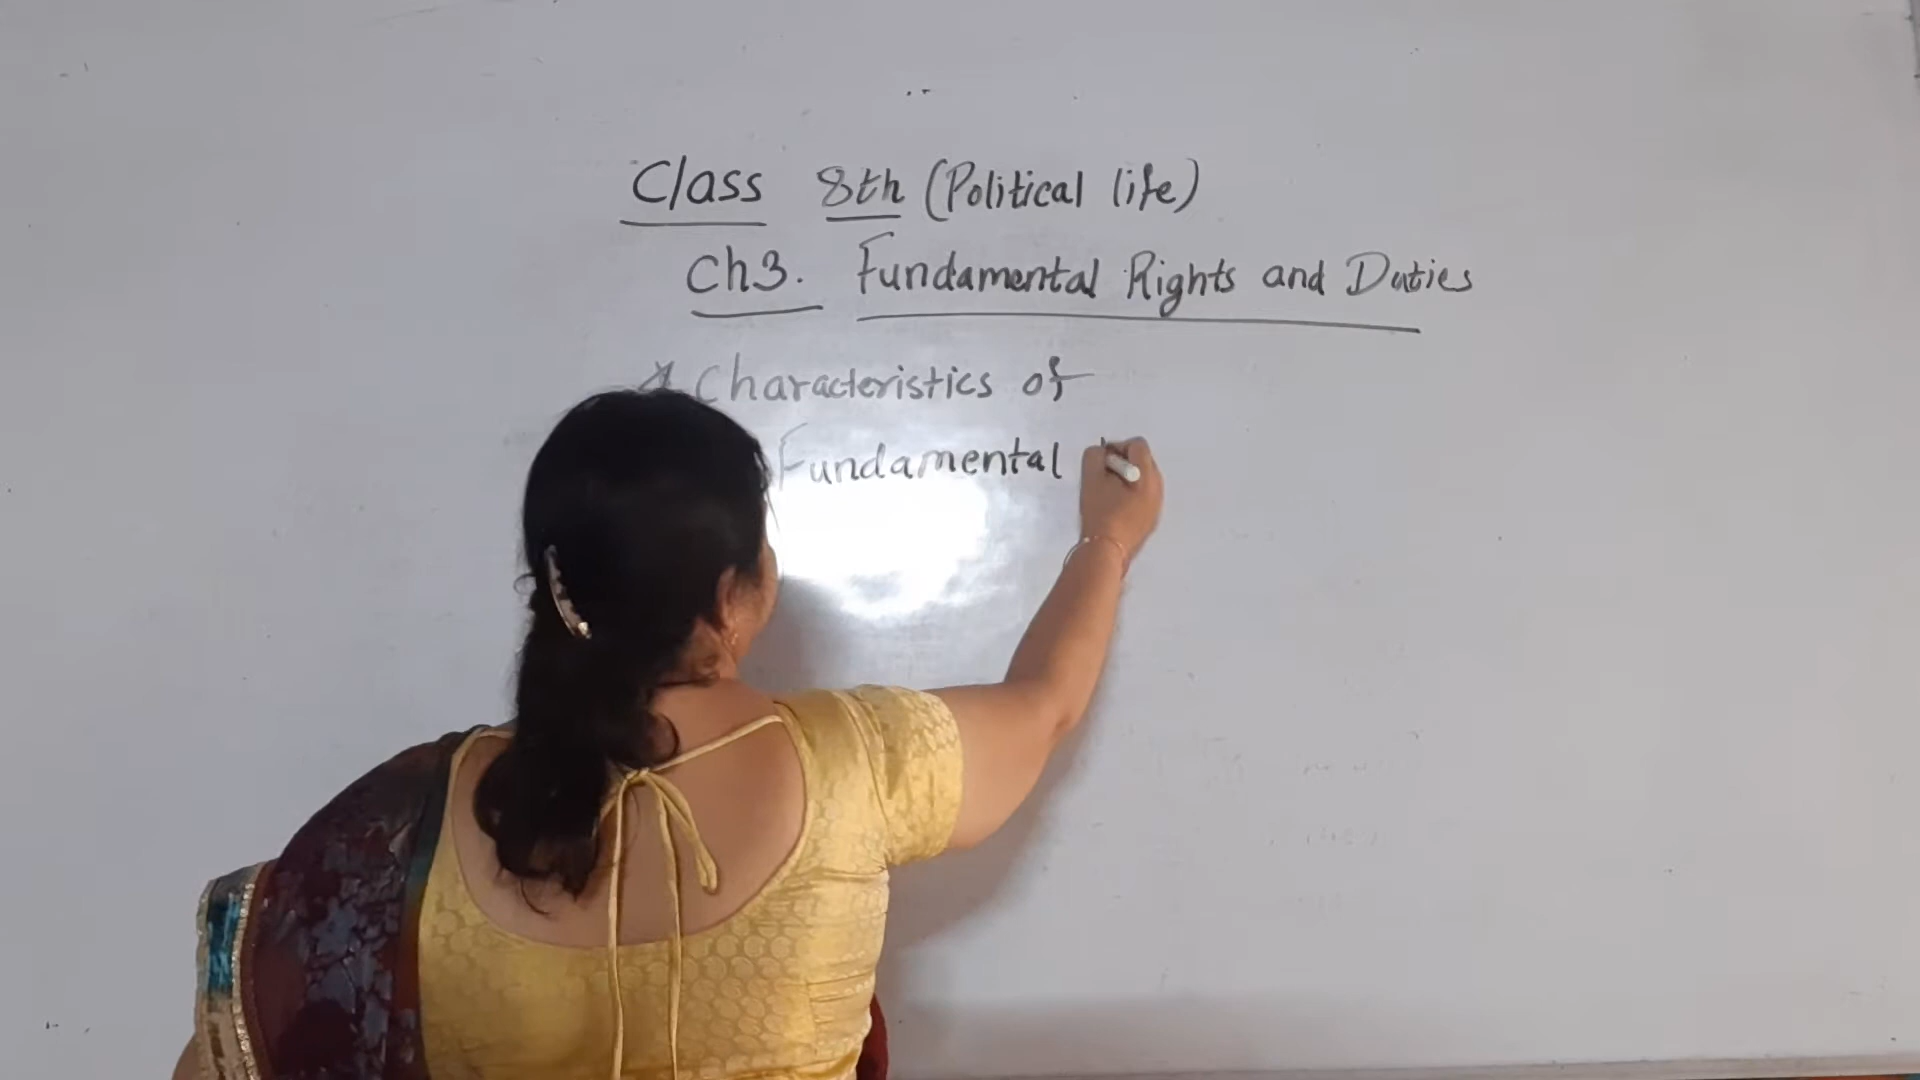 Class 8th (Political life)
Ch3. Fundamental Rights and Duties
* Characteristics of
Fundamental